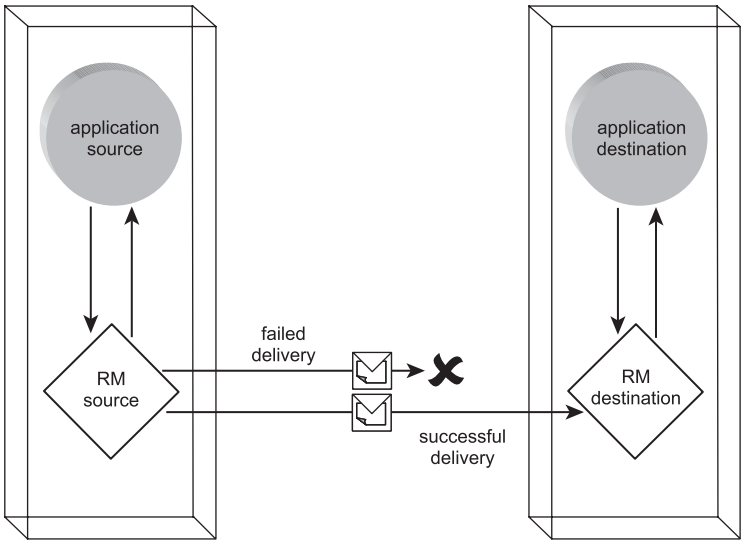 application
source
application
destination
failed
delivery
RM
source
RM
destination
successful
delivery